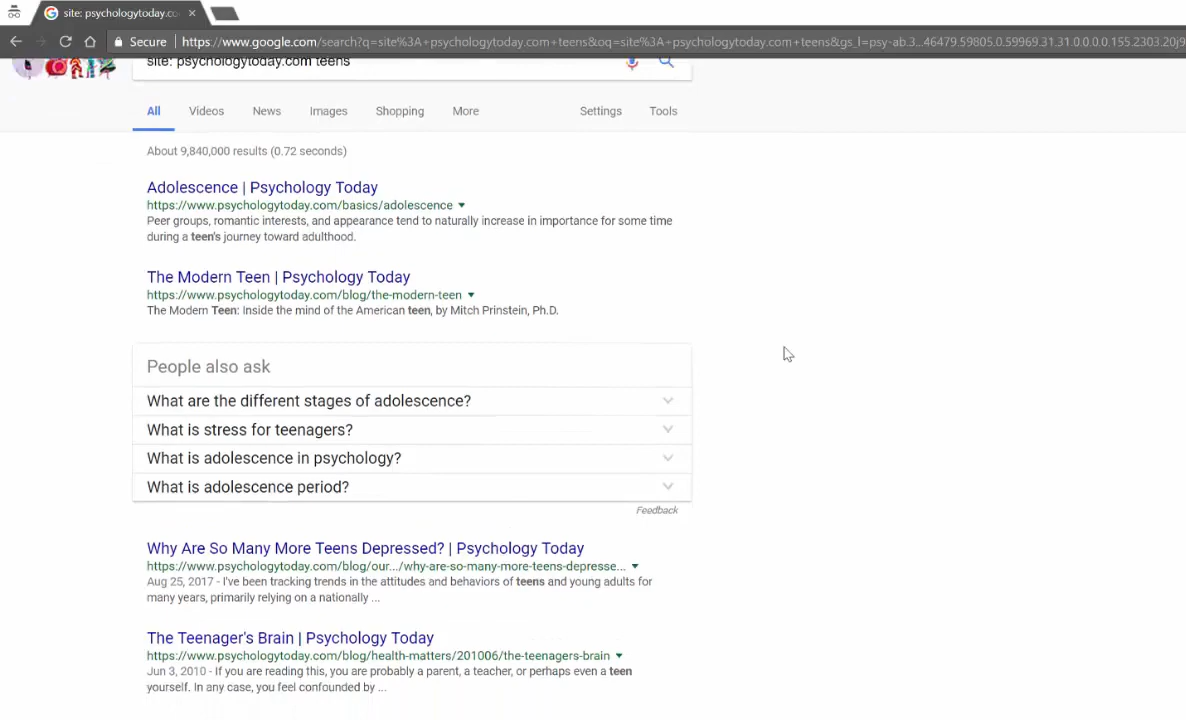 site: psychologytoday.co
Secure | https://www.google.com/search?q=site%3A+psychologytoday.com+teens&oq=site%3A+psychologytoday.com+teens&gs_l=psy-ab.3...46479.59805.0.59969.31.31.0.0.0.0.155.2303.20j9
site: psychologytoday.com teens
All Videos News Images Shopping More Settings Tools
About 9,840,000 results (0.72 seconds)
Adolescence | Psychology Today
https://www.psychologytoday.com/basics/adolescence
Peer groups, romantic interests, and appearance tend to naturally increase in importance for some time
during a teen's journey toward adulthood.
The Modern Teen | Psychology Today
https://www.psychologytoday.com/blog/the-modern-teen
The Modern Teen: Inside the mind of the American teen, by Mitch Prinstein, Ph.D.
People also ask
What are the different stages of adolescence?
What is stress for teenagers?
What is adolescence in psychology?
What is adolescence period?
Feedback
Why Are So Many More Teens Depressed? | Psychology Today
https://www.psychologytoday.com/blog/our.../why-are-so-many-more-teens-depresse...
Aug 25, 2017 - I've been tracking trends in the attitudes and behaviors of teens and young adults for
many years, primarily relying on a nationally ...
The Teenager's Brain | Psychology Today
https://www.psychologytoday.com/blog/health-matters/201006/the-teenagers-brain
Jun 3, 2010 - If you are reading this, you are probably a parent, a teacher, or perhaps even a teen
yourself. In any case, you feel confounded by ...